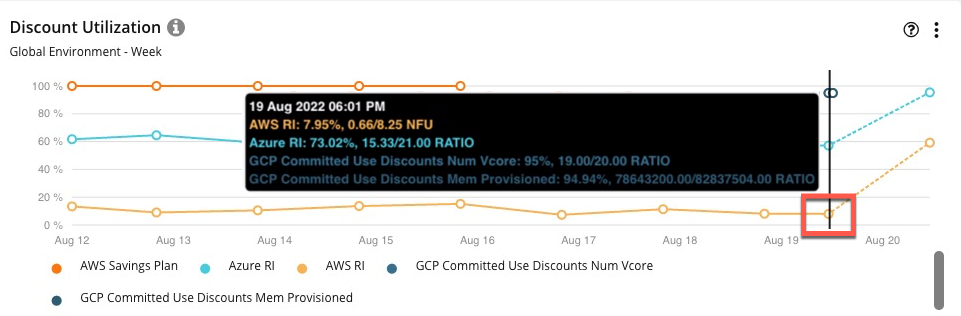 Discount Utilization
Global Environment - Week
100 %
80 %
60 %
40 %
20 %
0 %
19 Aug 2022 06:01 PM
AWS RI: 7.95%, 0.66/8.25 NFU
Azure RI: 73.02%, 15.33/21.00 RATIO
GCP Committed Use Discounts Num Vcore: 95%, 19.00/20.00 RATIO
GCP Committed Use Discounts Mem Provisioned: 94.94%, 78643200.00/82837504.00 RATIO
Aug 12 Aug 13 Aug 14 Aug 15 Aug 16 Aug 17 Aug 18 Aug 19 Aug 20
AWS Savings Plan Azure RI AWS RI GCP Committed Use Discounts Num Vcore
GCP Committed Use Discounts Mem Provisioned